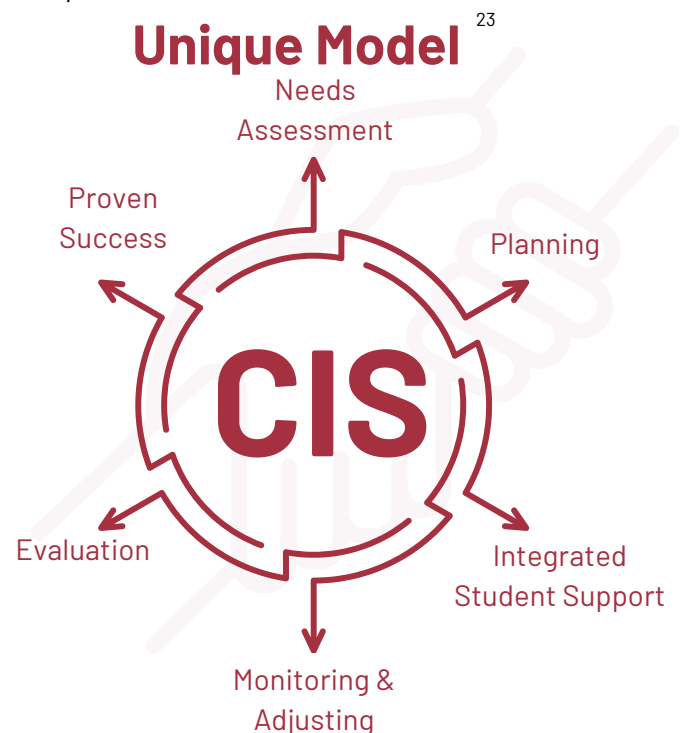 Unique Model 23
Needs
Assessment
Planning
Integrated
Student Support
Monitoring &
Adjusting
Evaluation
Proven
Success
CIS